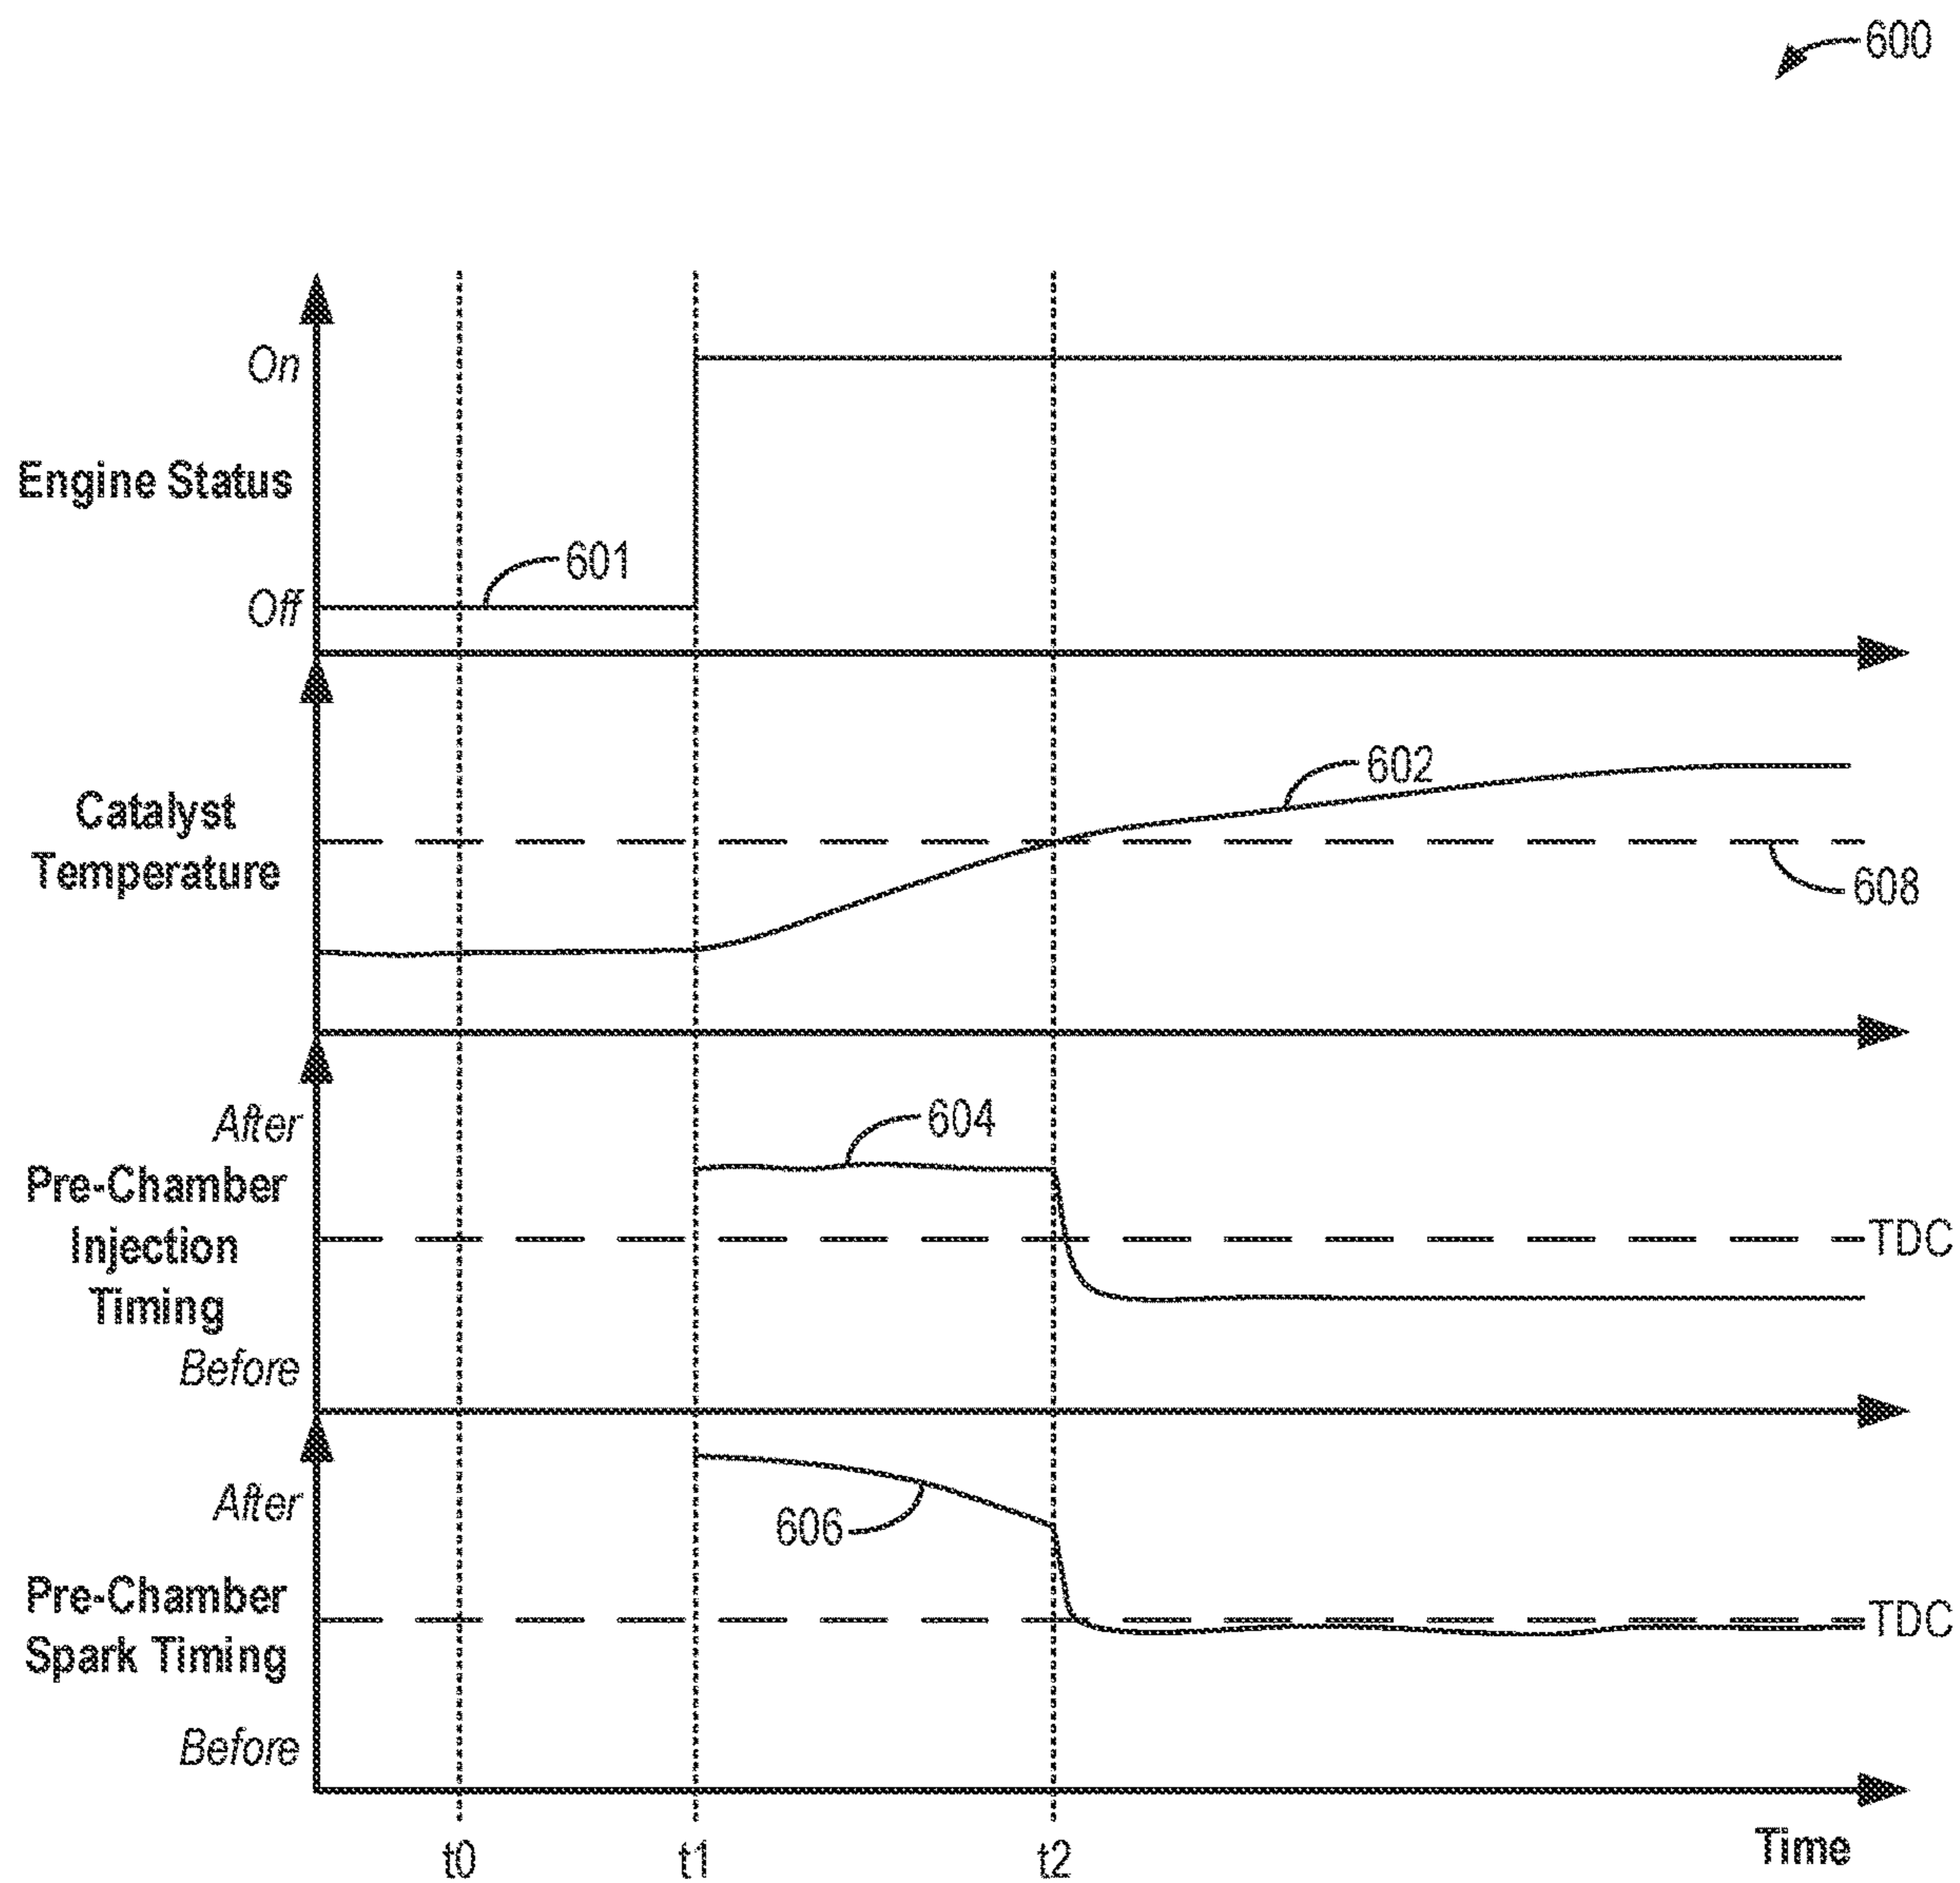 600
On
Engine Status
601
Off
602
Catalyst
Temperature
608
After
604
Pre-Chamber
Injection
Timing
TDC
Before
After
606
Pre-Chamber
Spark Timing
TDC
Before
t0
t1
t2
Time